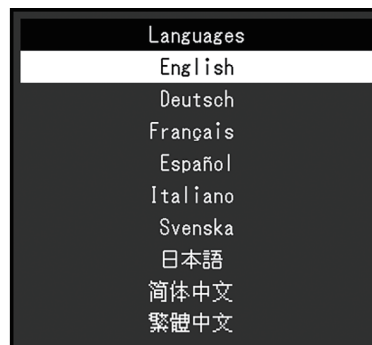 Languages
English
Deutsch
Français
Español
Italiano
Svenska
日本語
简体中文
繁體中文